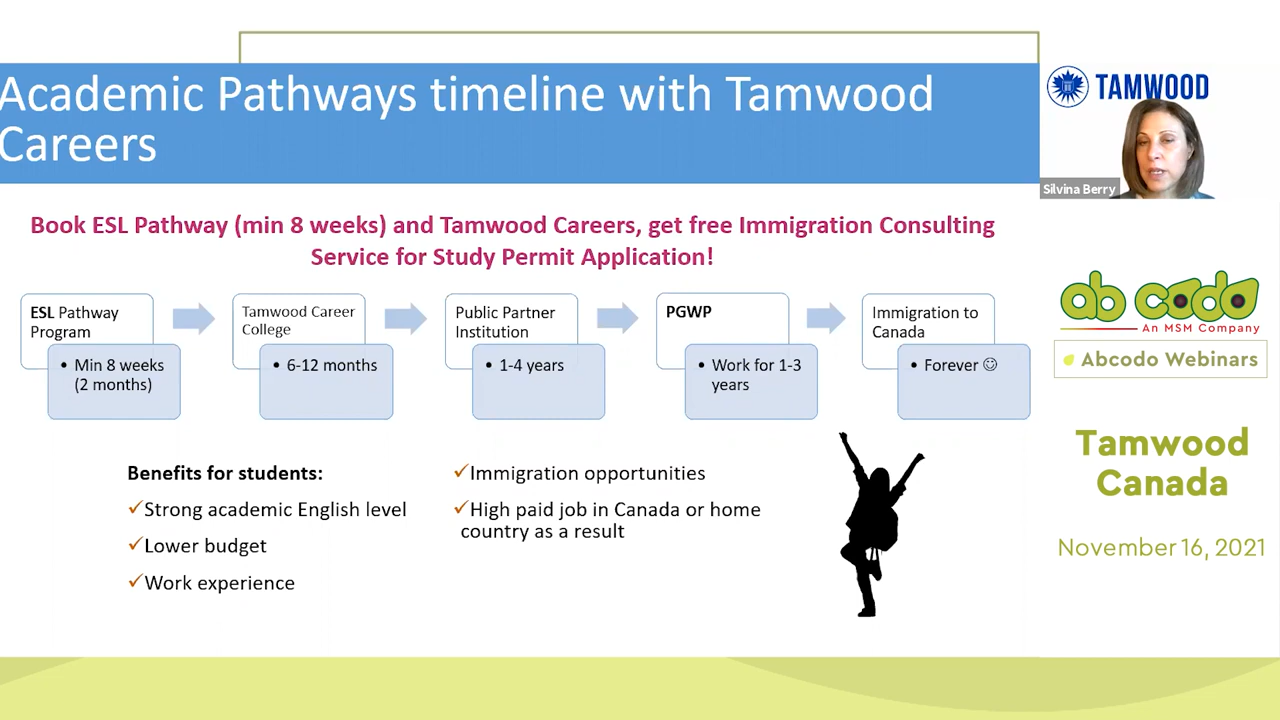 Academic Pathways timeline with Tamwood
Careers
Book ESL Pathway (min 8 weeks) and Tamwood Careers, get free Immigration Consulting
Service for Study Permit Application!
ESL Pathway
Program
• Min 8 weeks
(2 months)
Tamwood Career
College
• 6-12 months
Public Partner
Institution
• 1-4 years
PGWP
• Work for 1-3
years
Immigration to
Canada
• Forever ☺
Benefits for students:
✓Strong academic English level
✓Lower budget
✓Work experience
✓Immigration opportunities
✓High paid job in Canada or home
country as a result
TAMWOOD
Silvina Berry
abcodo
An MSM Company
Abcodo Webinars
Tamwood
Canada
November 16, 2021